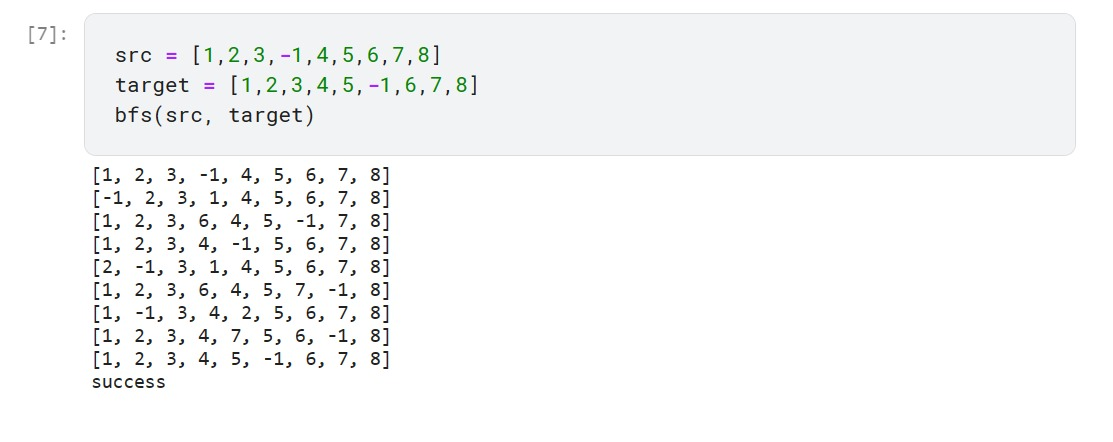 [7]:
src = [1,2,3,-1,4,5,6,7,8]
target = [1,2,3,4,5,-1,6,7,8]
bfs(src, target)
[1, 2, 3, -1, 4, 5, 6, 7, 8]
[-1, 2, 3, 1, 4, 5, 6, 7, 8]
[1, 2, 3, 6, 4, 5, -1, 7, 8]
[1, 2, 3, 4, -1, 5, 6, 7, 8]
[2, -1, 3, 1, 4, 5, 6, 7, 8]
[1, 2, 3, 6, 4, 5, 7, -1, 8]
[1, -1, 3, 4, 2, 5, 6, 7, 8]
[1, 2, 3, 4, 7, 5, 6, -1, 8]
[1, 2, 3, 4, 5, -1, 6, 7, 8]
success